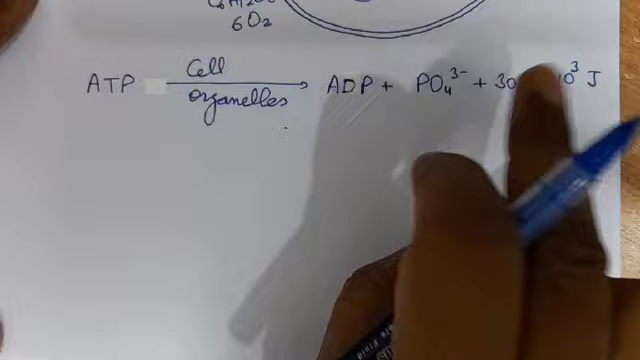 6O₂
ATP Cell organelles → ADP + PO₄³⁻ + 30 10³ J